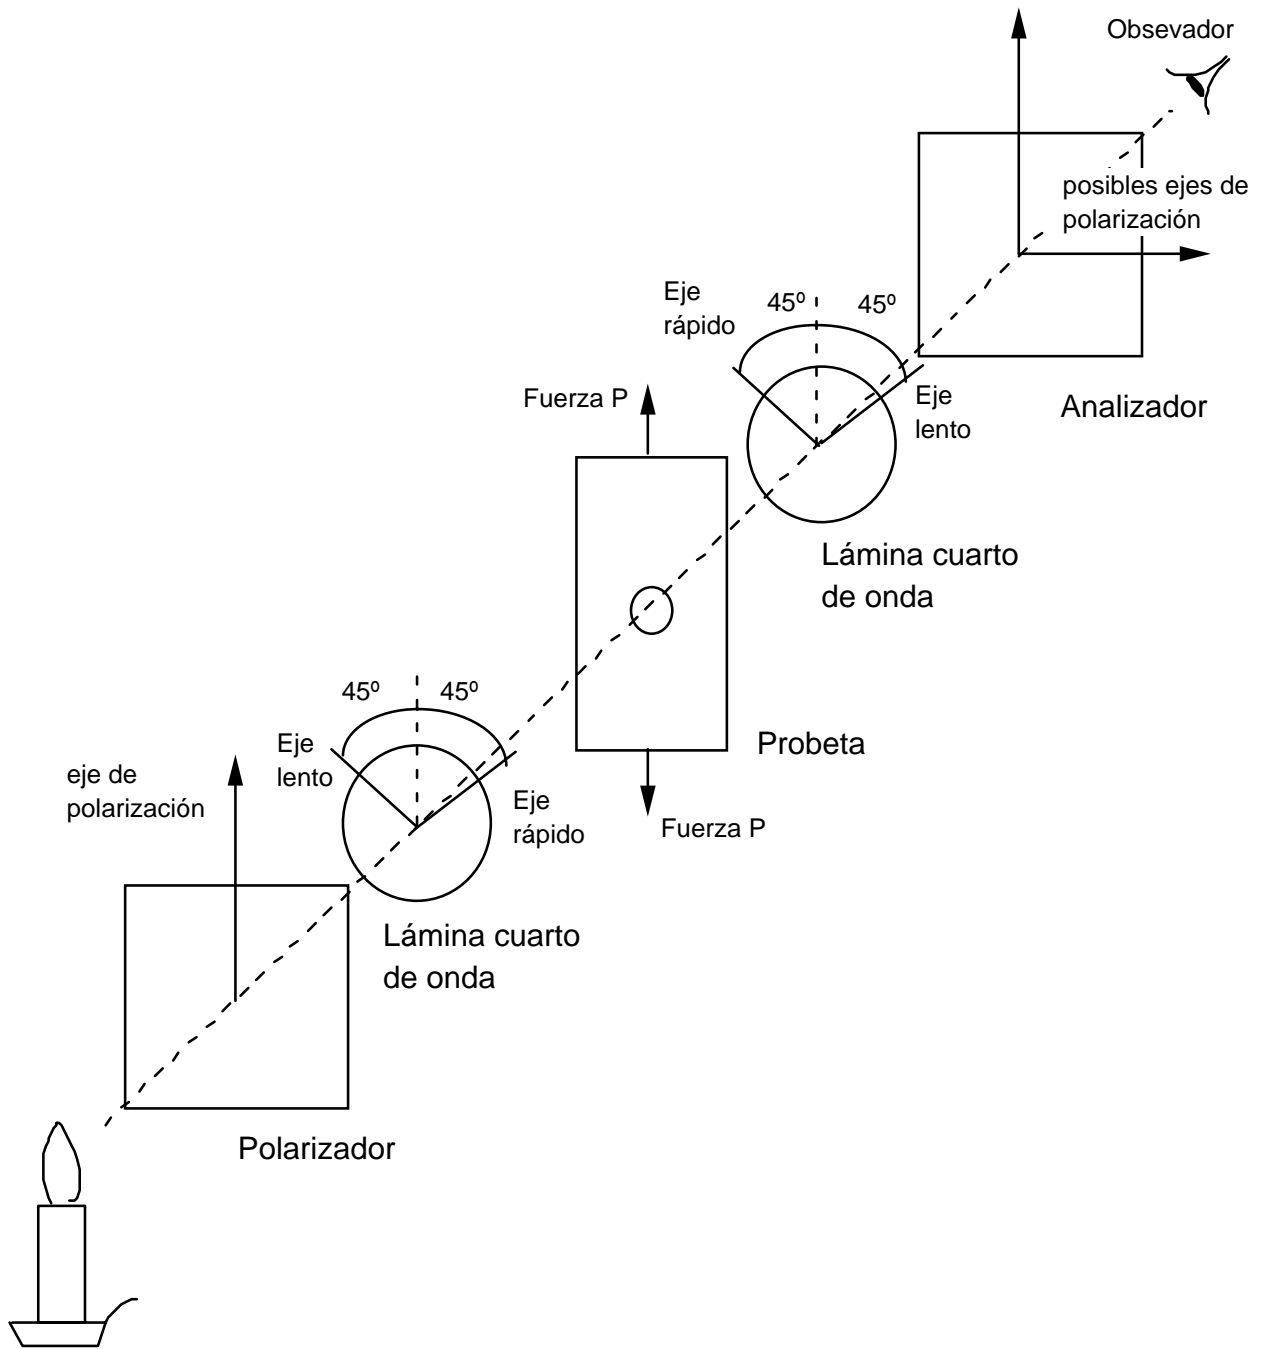 Obsevador
posibles ejes de
polarización
Eje
rápido
45º
45º
Eje
lento
Analizador
Fuerza P
Lámina cuarto
de onda
Probeta
Fuerza P
45º
45º
Eje
lento
Eje
rápido
eje de
polarización
Lámina cuarto
de onda
Polarizador